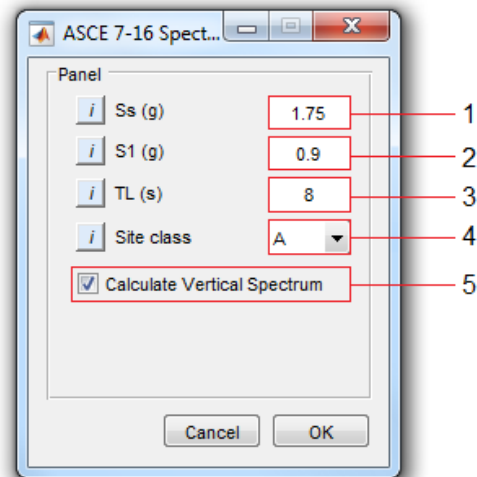 ASCE 7-16 Spect...
Panel
i Ss (g) 1.75 1
i S1 (g) 0.9 2
i TL (s) 8 3
i Site class A 4
Calculate Vertical Spectrum 5
Cancel OK